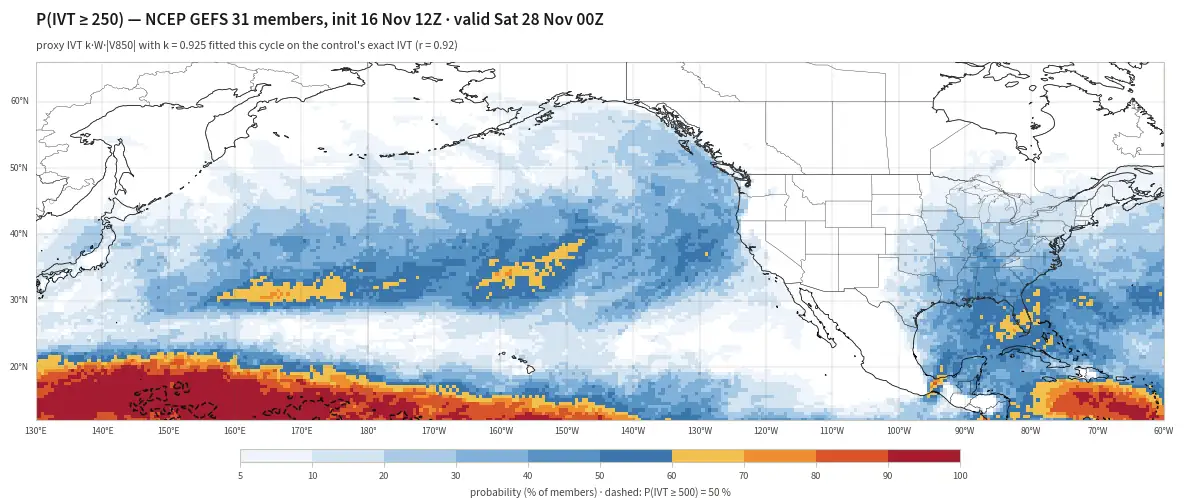 P(IVT ≥ 250) — NCEP GEFS 31 members, init 16 Nov 12Z · valid Sat 28 Nov 00Z
proxy IVT k·W·|V850| with k = 0.925 fitted this cycle on the control's exact IVT (r = 0.92)
60°N
50°N
40°N
30°N
20°N
130°E 140°E 150°E 160°E 170°E 180° 170°W 160°W 150°W 140°W 130°W 120°W 110°W 100°W 90°W 80°W 70°W 60°W
5 10 20 30 40 50 60 70 80 90 100
probability (% of members) · dashed: P(IVT ≥ 500) = 50 %